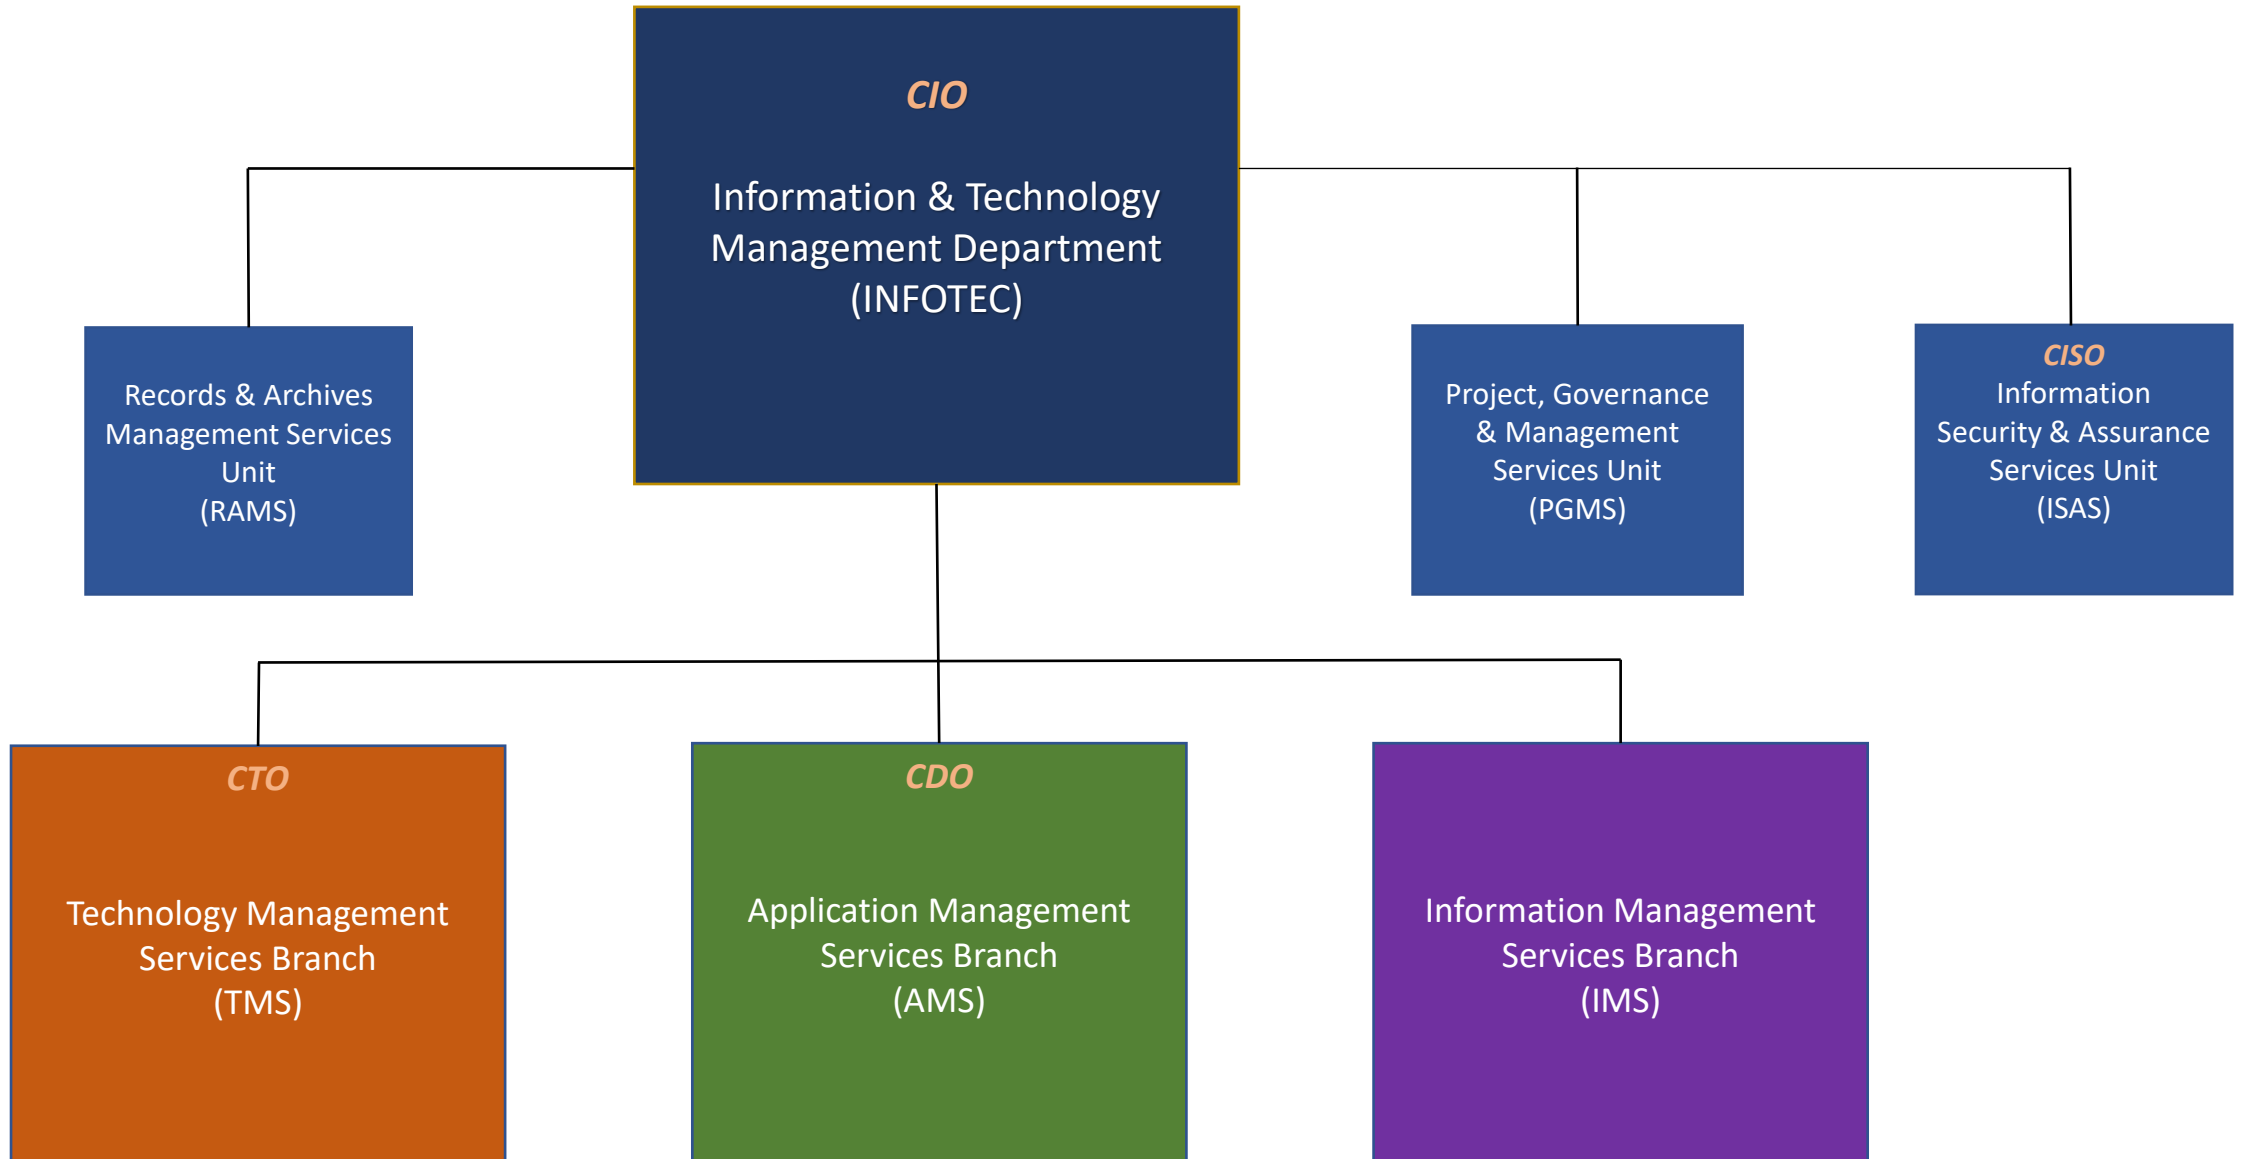 CIO
Information & Technology
Management Department
(INFOTEC)
Records & Archives
Management Services
Unit
(RAMS)
Project, Governance
& Management
Services Unit
(PGMS)
CISO
Information
Security & Assurance
Services Unit
(ISAS)
CTO
Technology Management
Services Branch
(TMS)
CDO
Application Management
Services Branch
(AMS)
Information Management
Services Branch
(IMS)